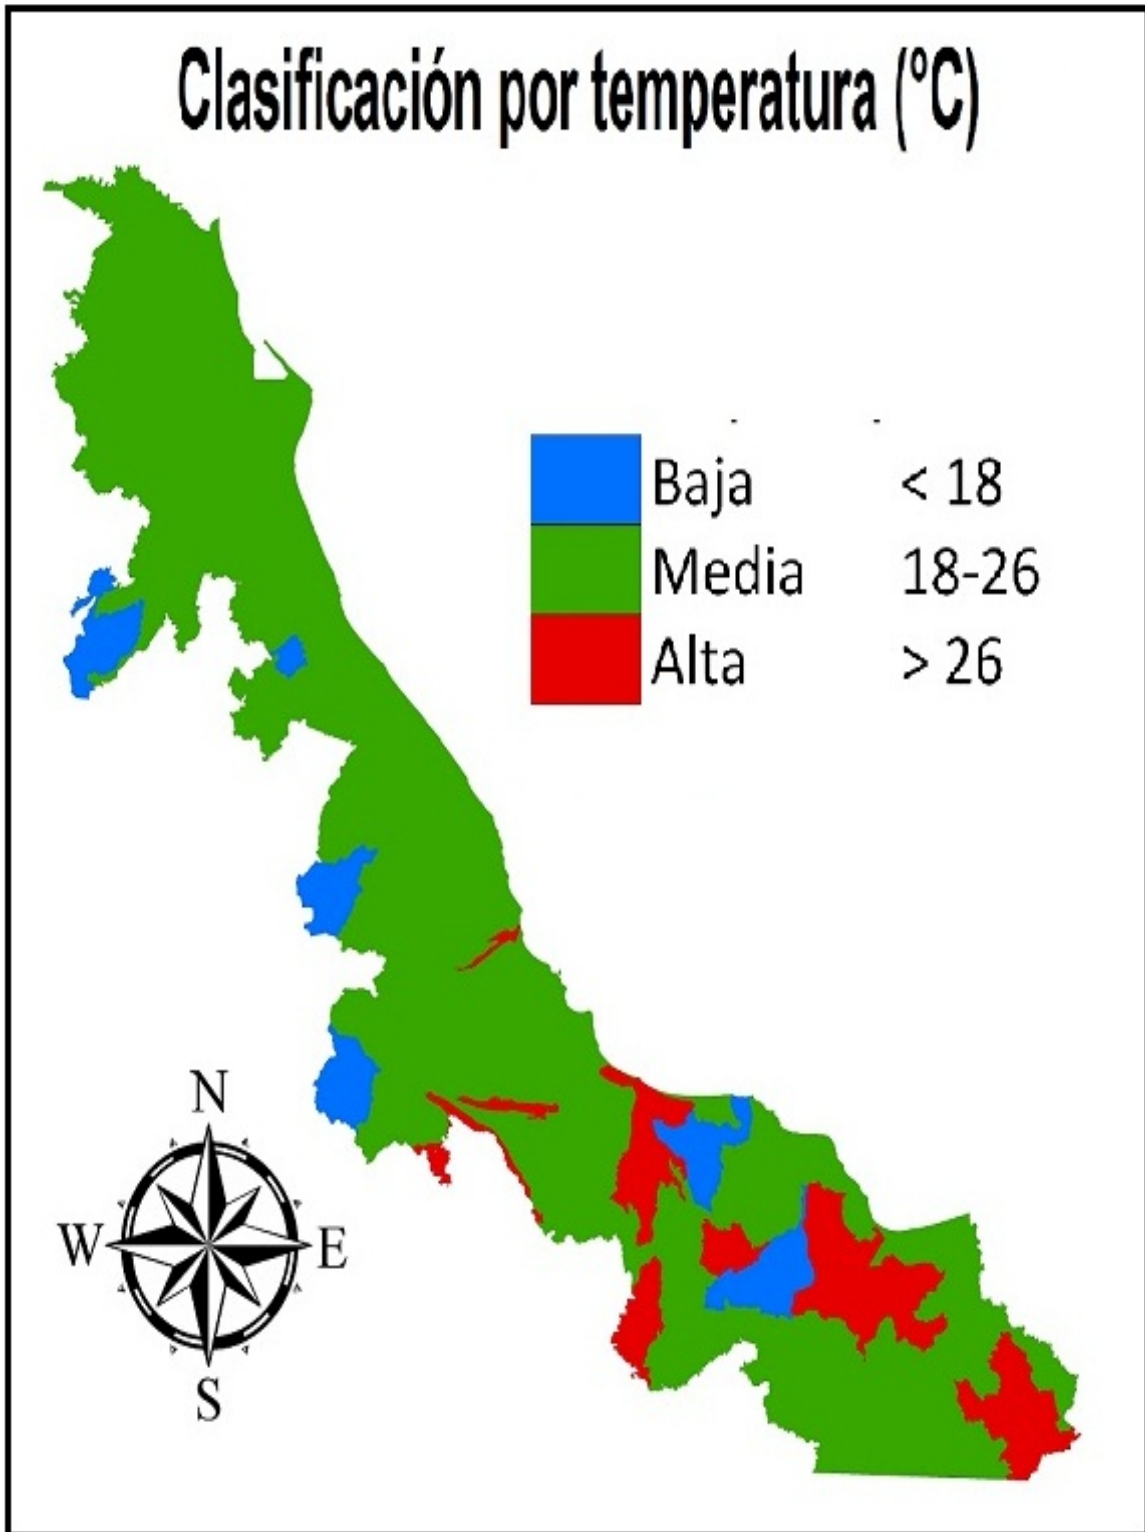 Clasificación por temperatura (°C)
Baja < 18
Media 18-26
Alta > 26
N
W E
S